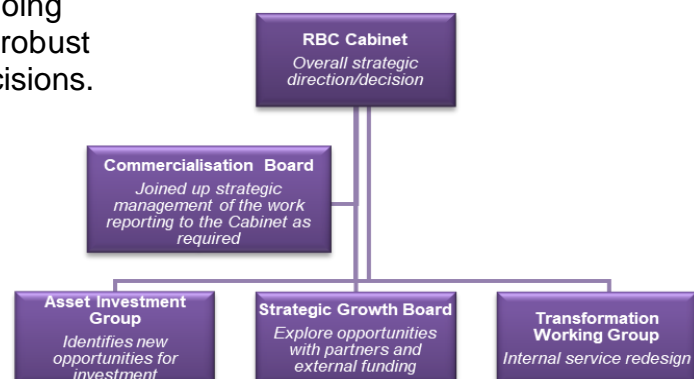 oing
robust
cisions.
RBC Cabinet
Overall strategic
direction/decision
Commercialisation Board
Joined up strategic
management of the work
reporting to the Cabinet as
required
Asset Investment
Group
Identifies new
opportunities for
investment
Strategic Growth Board
Explore opportunities
with partners and
external funding
Transformation
Working Group
Internal service redesign